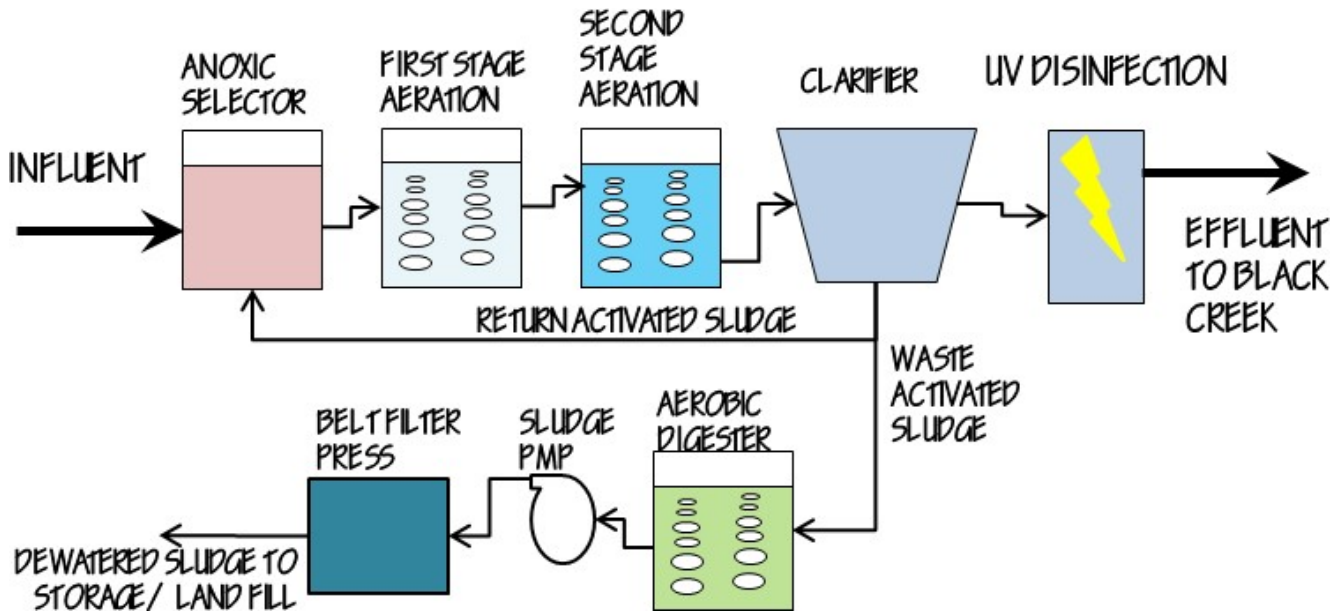 ANOXIC
SELECTOR
FIRST STAGE
AERATION
SECOND
STAGE
AERATION
CLARIFIER
UV DISINFECTION
INFLUENT
EFFLUENT
TO BLACK
CREEK
RETURN ACTIVATED SLUDGE
WASTE
ACTIVATED
SLUDGE
BELT FILTER
PRESS
SLUDGE
PMP
AEROBIC
DIGESTER
DEWATERED SLUDGE TO
STORAGE/ LAND FILL